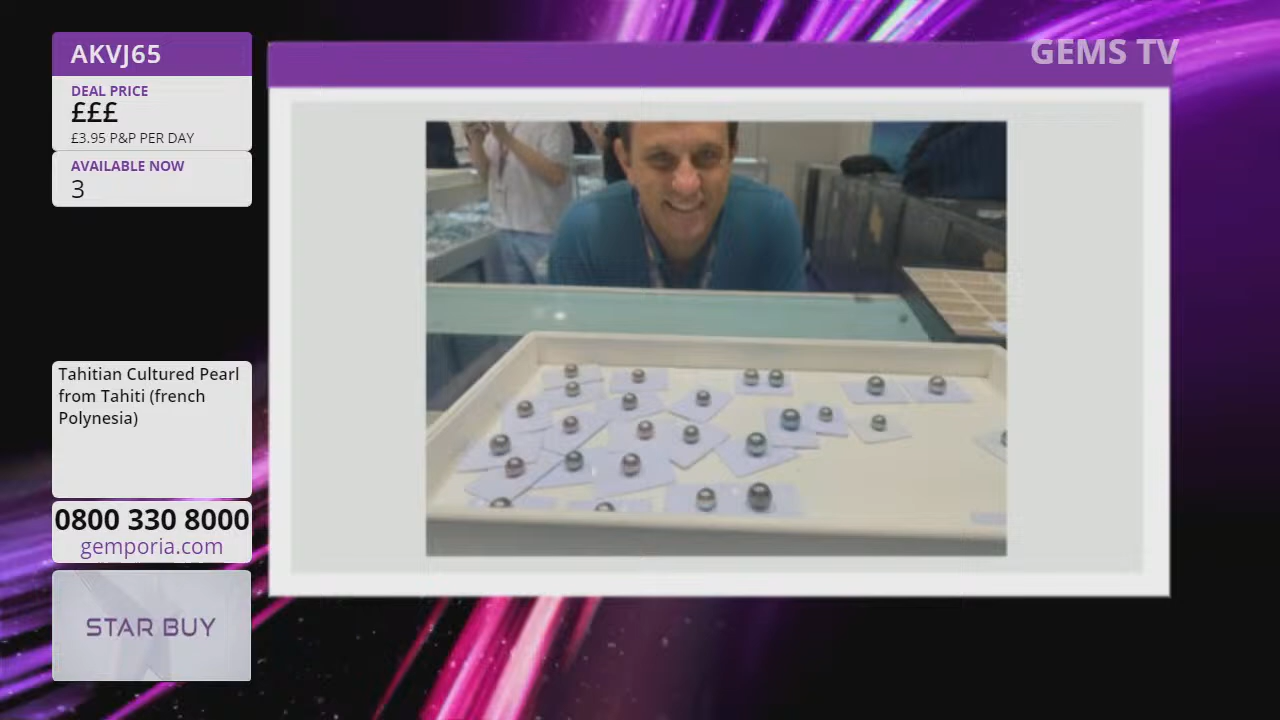 AKVJ65
DEAL PRICE
£££
£3.95 P&P PER DAY
AVAILABLE NOW
3
Tahitian Cultured Pearl
from Tahiti (french
Polynesia)
0800 330 8000
gemporia.com
STAR BUY
GEMS TV